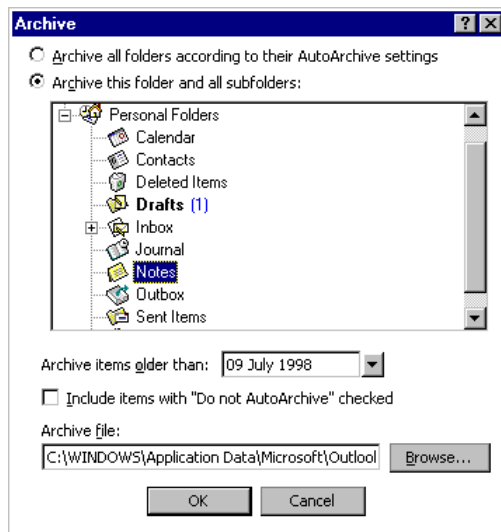 Archive
Archive all folders according to their AutoArchive settings
Archive this folder and all subfolders:
Personal Folders
Calendar
Contacts
Deleted Items
Drafts (1)
Inbox
Journal
Notes
Outbox
Sent Items
Archive items older than: 09 July 1998
Include items with "Do not AutoArchive" checked
Archive file:
C:\WINDOWS\Application Data\Microsoft\Outlool Browse...
OK Cancel